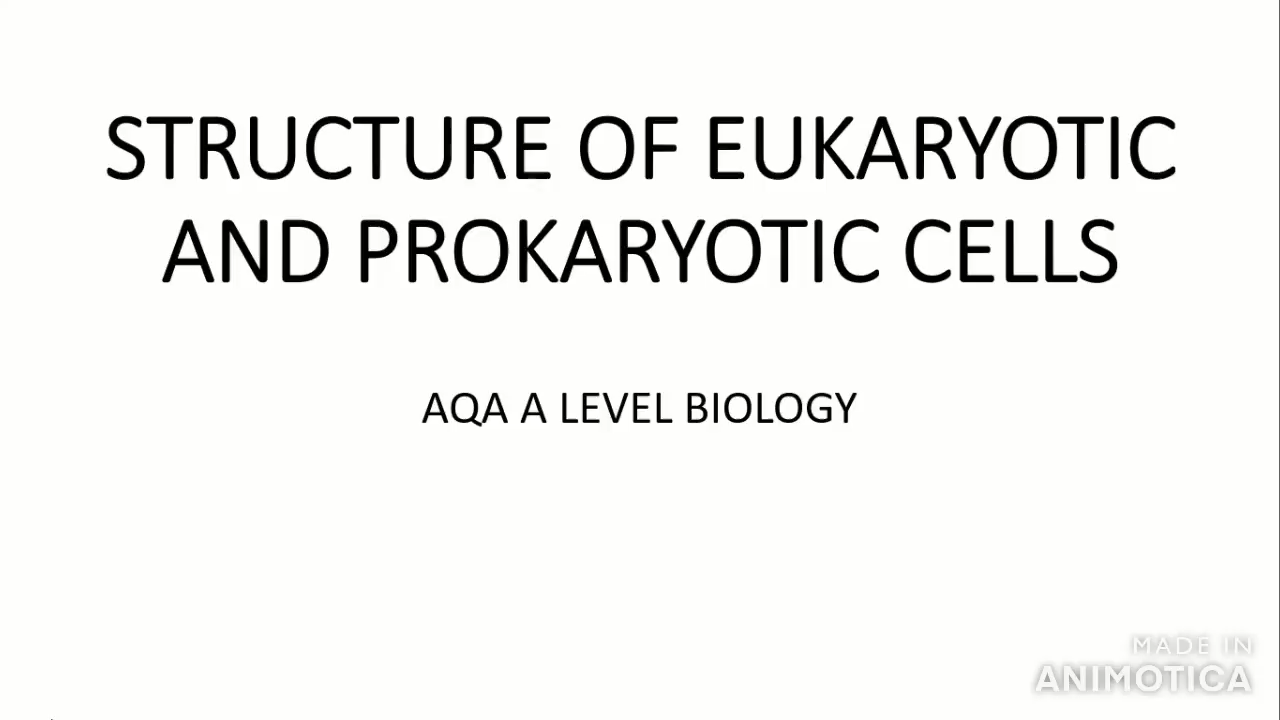 STRUCTURE OF EUKARYOTIC
AND PROKARYOTIC CELLS
AQA A LEVEL BIOLOGY
MADE IN
ANIMOTICA